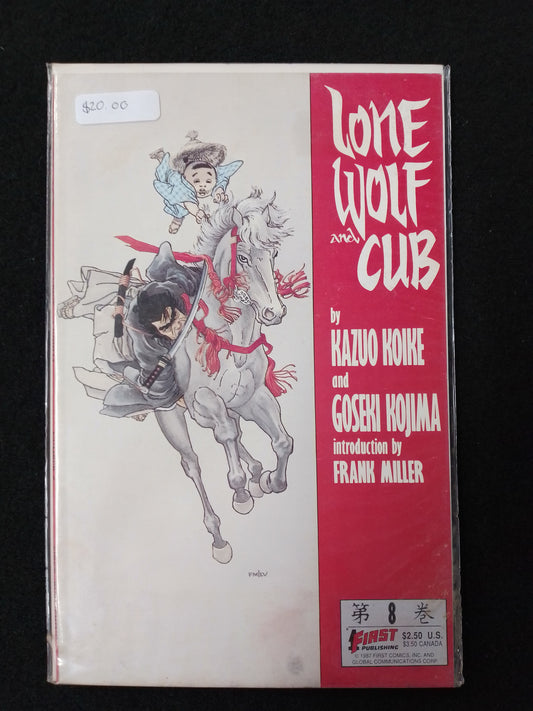 $20.00
LONE
WOLF
and
CUB
by
KAZUO KOIKE
and
GOSEKI KOJIMA
introduction by
FRANK MILLER
第 8 巻
FIRST
PUBLISHING
$2.50 U.S.
$3.50 CANADA
© 1987 FIRST COMICS, INC. AND
GLOBAL COMMUNICATIONS CORP.